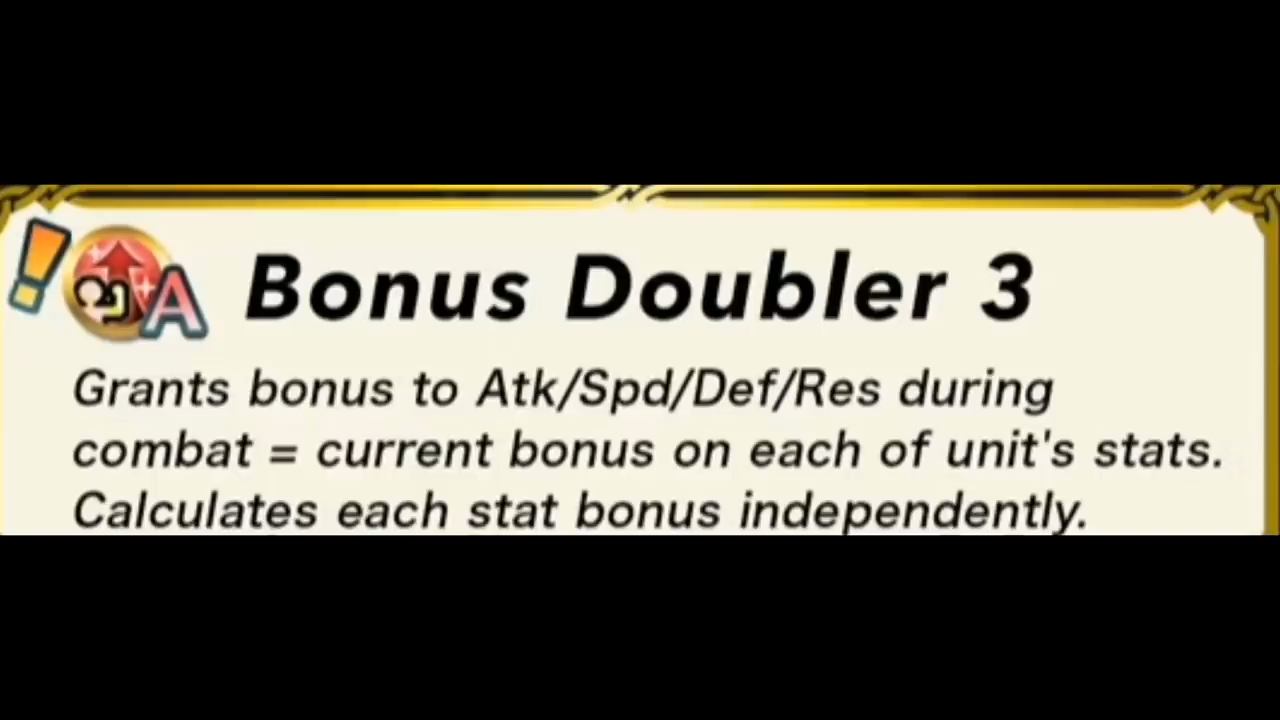 Bonus Doubler 3
A
Grants bonus to Atk/Spd/Def/Res during
combat = current bonus on each of unit's stats.
Calculates each stat bonus independently.